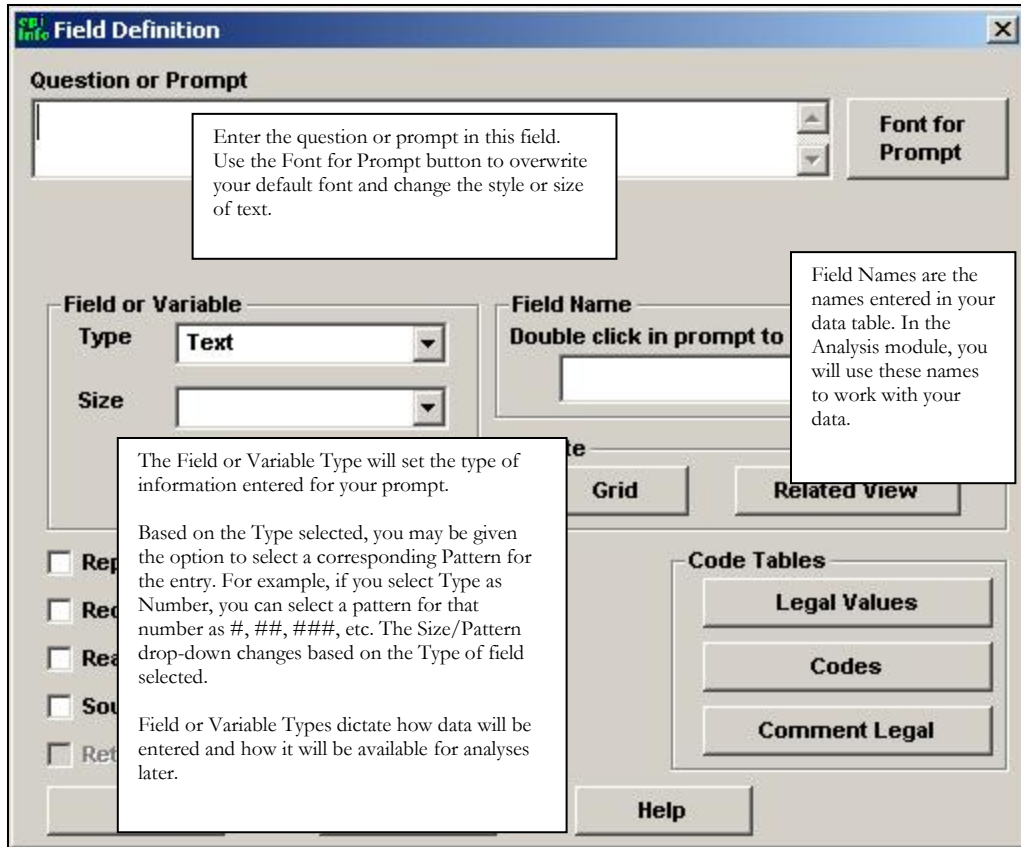 Epi Info Field Definition
Question or Prompt
Enter the question or prompt in this field.
Use the Font for Prompt button to overwrite
your default font and change the style or size
of text.
Font for
Prompt
Field Names are the
names entered in your
data table. In the
Analysis module, you
will use these names
to work with your
data.
Field or Variable
Type Text
Size
Field Name
Double click in prompt to
The Field or Variable Type will set the type of
information entered for your prompt.
Based on the Type selected, you may be given
the option to select a corresponding Pattern for
the entry. For example, if you select Type as
Number, you can select a pattern for that
number as #, ##, ###, etc. The Size/Pattern
drop-down changes based on the Type of field
selected.
Field or Variable Types dictate how data will be
entered and how it will be available for analyses
later.
Grid
Related View
Code Tables
Legal Values
Codes
Comment Legal
Help